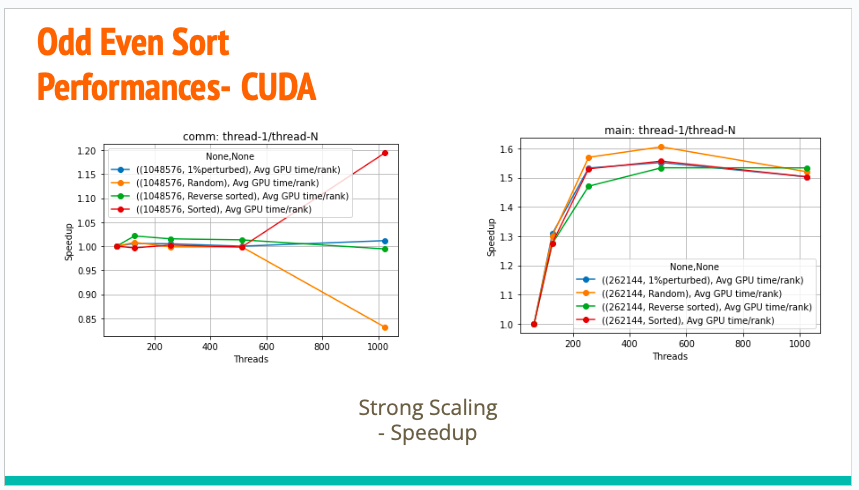 Odd Even Sort
Performances- CUDA
comm: thread-1/thread-N
None,None
((1048576, 1%perturbed), Avg GPU time/rank)
((1048576, Random), Avg GPU time/rank)
((1048576, Reverse sorted), Avg GPU time/rank)
((1048576, Sorted), Avg GPU time/rank)
Speedup
1.20
1.15
1.10
1.05
1.00
0.95
0.90
0.85
200 400 600 800 1000
Threads
main: thread-1/thread-N
Speedup
1.6
1.5
1.4
1.3
1.2
1.1
1.0
None,None
((262144, 1%perturbed), Avg GPU time/rank)
((262144, Random), Avg GPU time/rank)
((262144, Reverse sorted), Avg GPU time/rank)
((262144, Sorted), Avg GPU time/rank)
200 400 600 800 1000
Threads
Strong Scaling
- Speedup